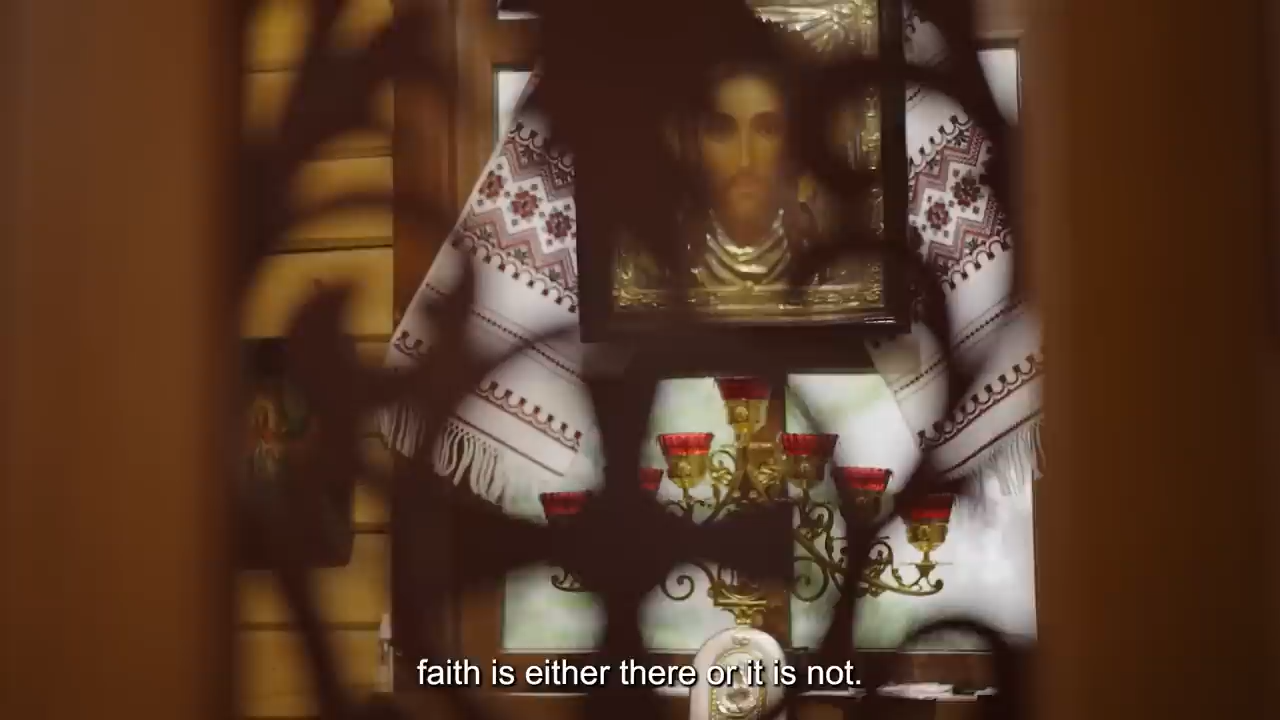 faith is either there or it is not.